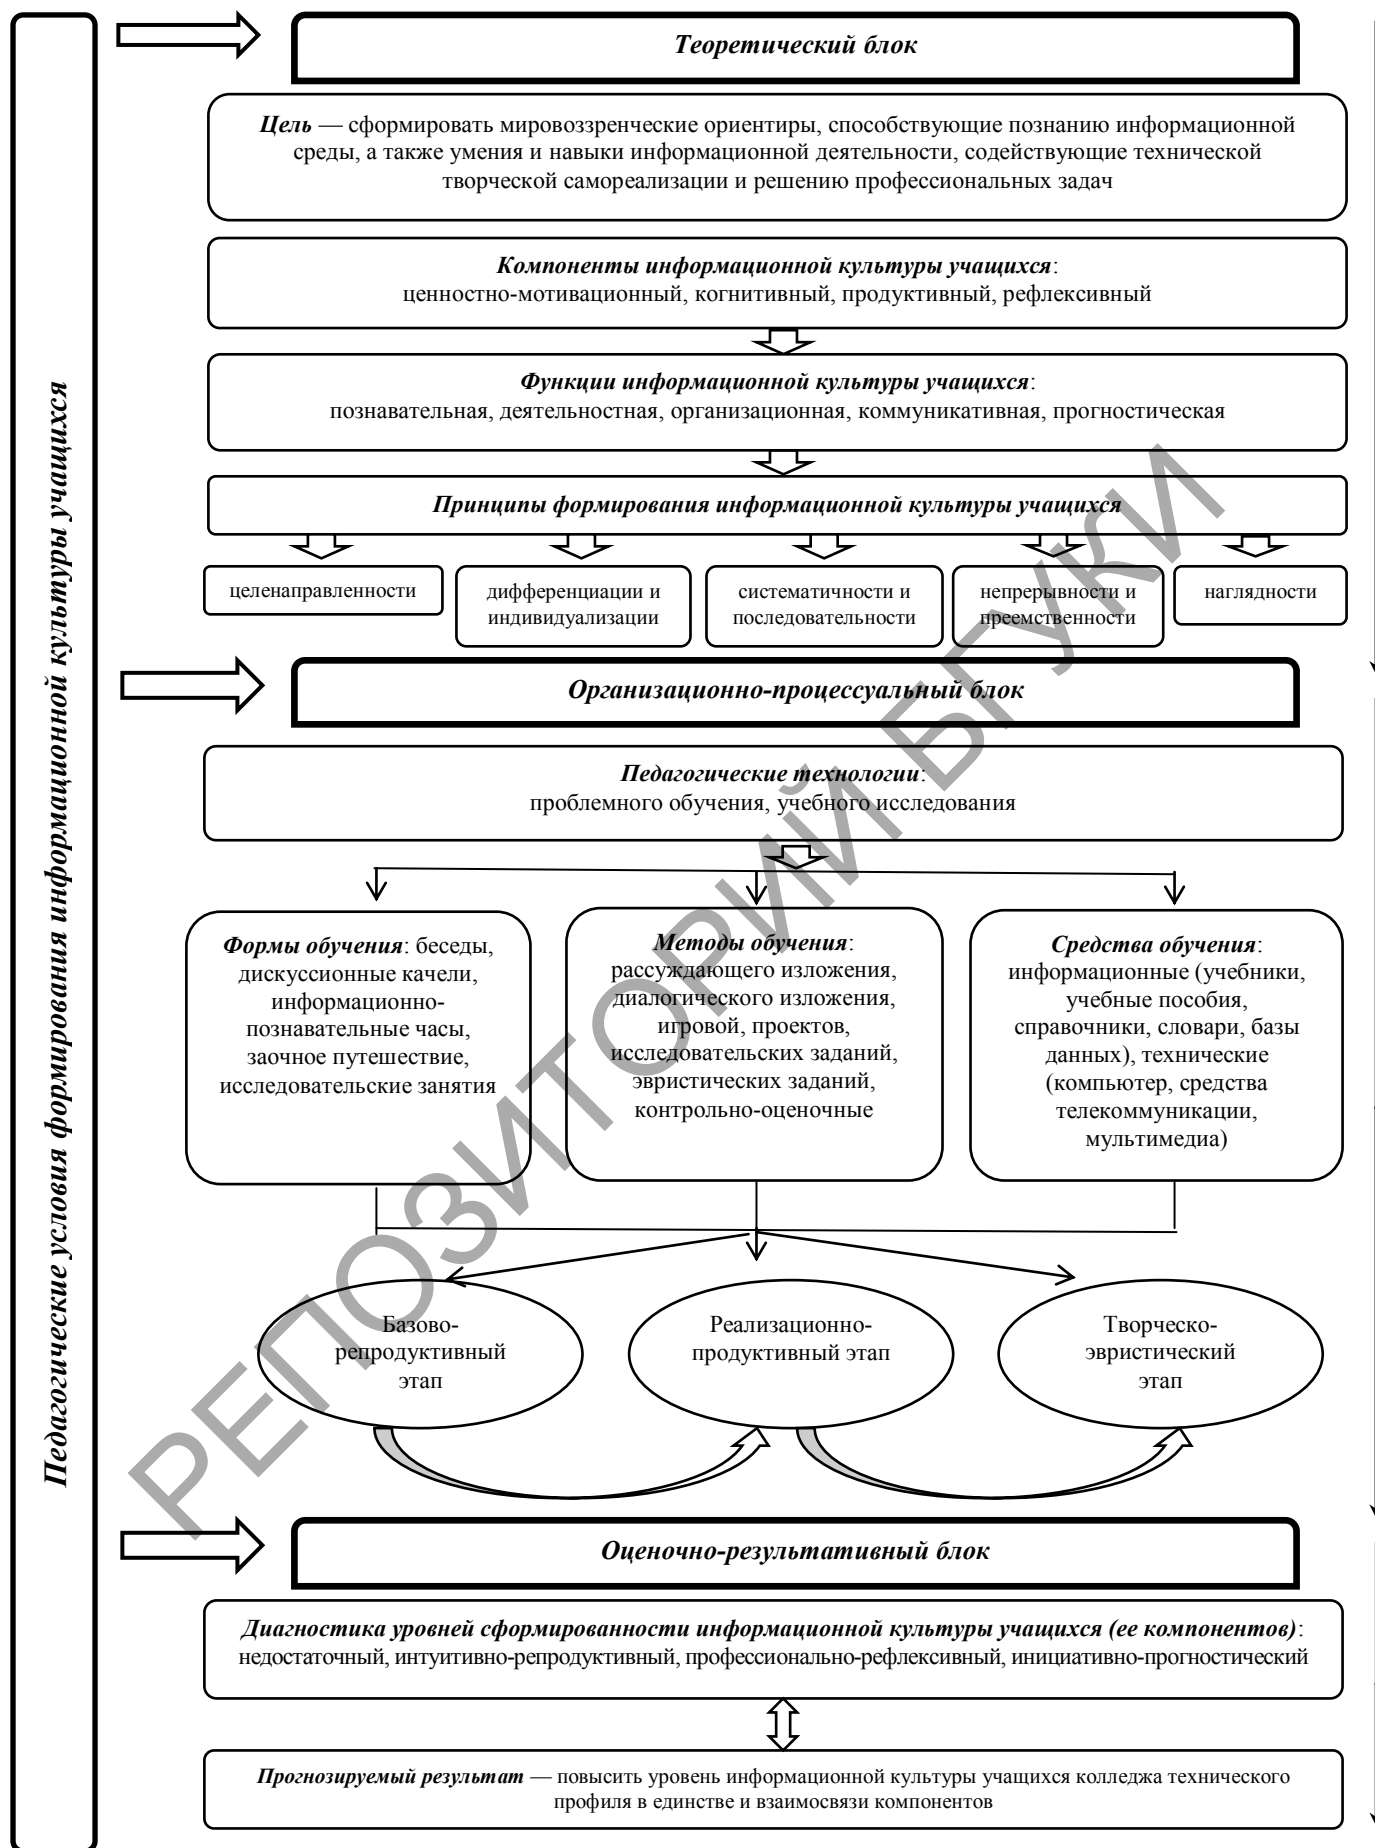 Педагогические условия формирования информационной культуры учащихся
Теоретический блок
Цель — сформировать мировоззренческие ориентиры, способствующие познанию информационной
среды, а также умения и навыки информационной деятельности, содействующие технической
творческой самореализации и решению профессиональных задач
Компоненты информационной культуры учащихся:
ценностно-мотивационный, когнитивный, продуктивный, рефлексивный
Функции информационной культуры учащихся:
познавательная, деятельностная, организационная, коммуникативная, прогностическая
Принципы формирования информационной культуры учащихся
целенаправленности
дифференциации и
индивидуализации
систематичности и
последовательности
непрерывности и
преемственности
наглядности
Организационно-процессуальный блок
Педагогические технологии:
проблемного обучения, учебного исследования
Формы обучения: беседы,
дискуссионные качели,
информационно-
познавательные часы,
заочное путешествие,
исследовательские занятия
Методы обучения:
рассуждающего изложения,
диалогического изложения,
игровой, проектов,
исследовательских заданий,
эвристических заданий,
контрольно-оценочные
Средства обучения:
информационные (учебники,
учебные пособия,
справочники, словари, базы
данных), технические
(компьютер, средства
телекоммуникации,
мультимедиа)
Базово-
репродуктивный
этап
Реализационно-
продуктивный этап
Творческо-
эвристический
этап
Оценочно-результативный блок
Диагностика уровней сформированности информационной культуры учащихся (ее компонентов):
недостаточный, интуитивно-репродуктивный, профессионально-рефлексивный, инициативно-прогностический
Прогнозируемый результат — повысить уровень информационной культуры учащихся колледжа технического
профиля в единстве и взаимосвязи компонентов
РЕПОЗИТОРИЙ БГУКИ